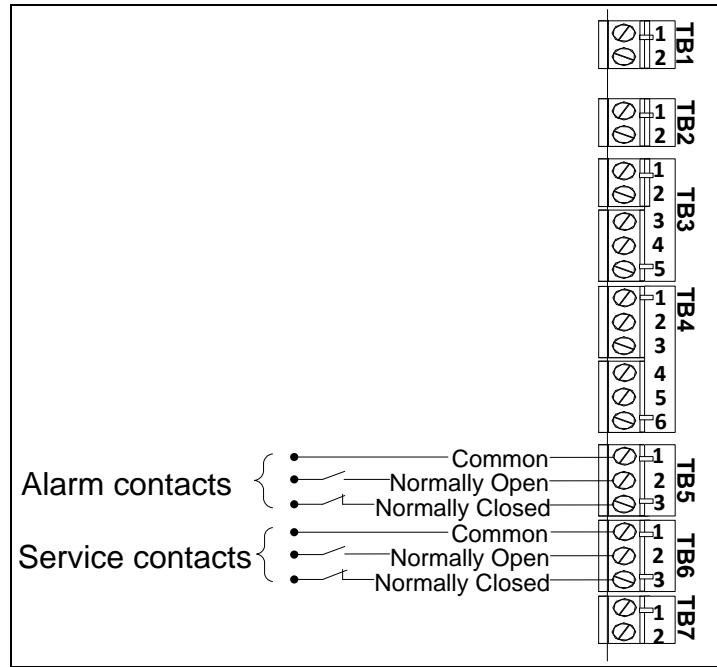 1
2
TB1
1
2
TB2
1
2
3
4
5
TB3
1
2
3
4
5
6
TB4
Alarm contacts
Common 1
Normally Open 2
Normally Closed 3
TB5
Service contacts
Common 1
Normally Open 2
Normally Closed 3
TB6
1
2
TB7